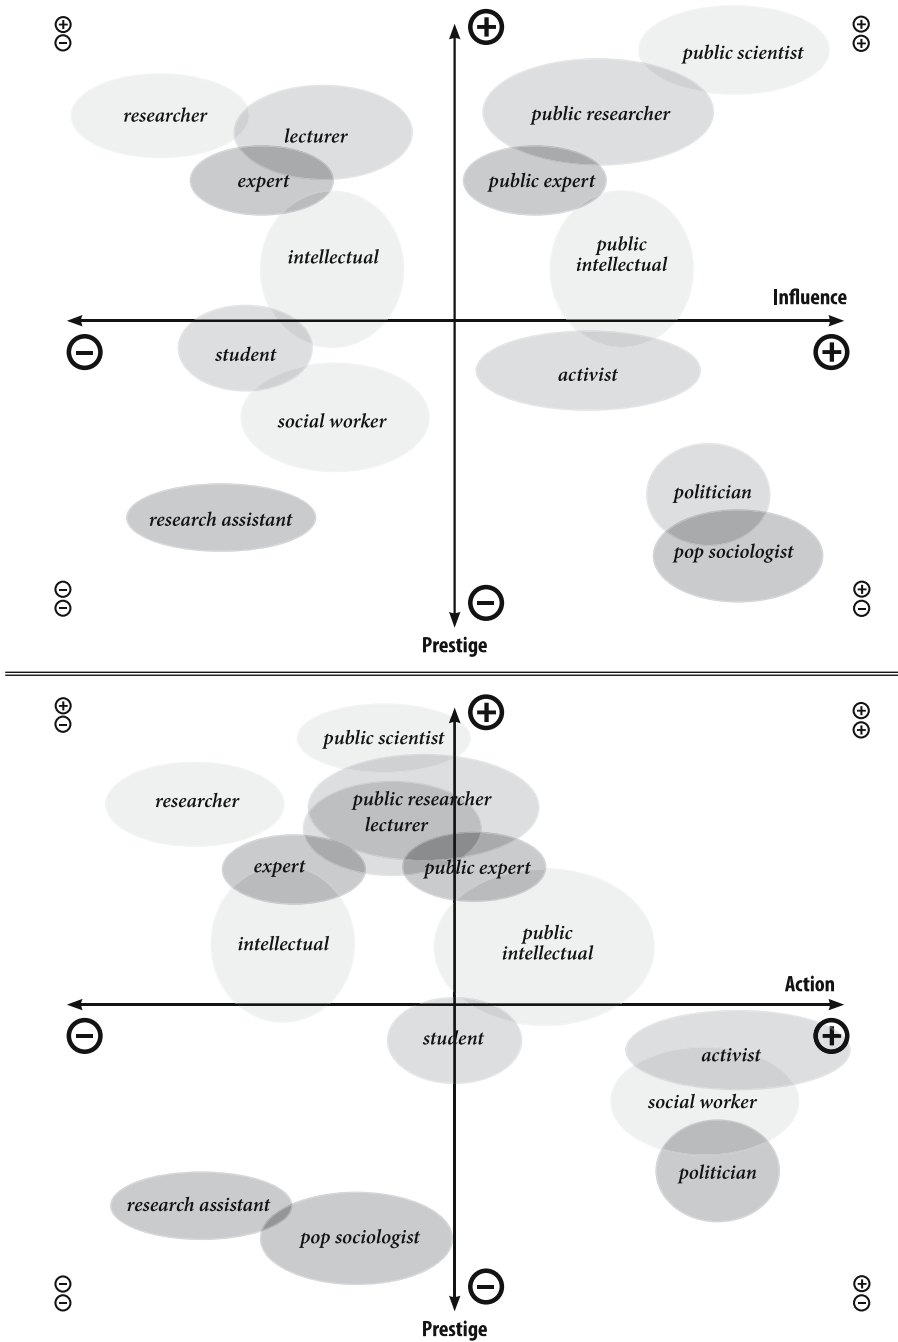 public scientist
researcher
public researcher
lecturer
expert
public expert
intellectual
public
intellectual
Influence
student
activist
social worker
politician
research assistant
pop sociologist
Prestige
public scientist
researcher
public researcher
lecturer
expert
public expert
intellectual
public
intellectual
Action
student
activist
social worker
politician
research assistant
pop sociologist
Prestige